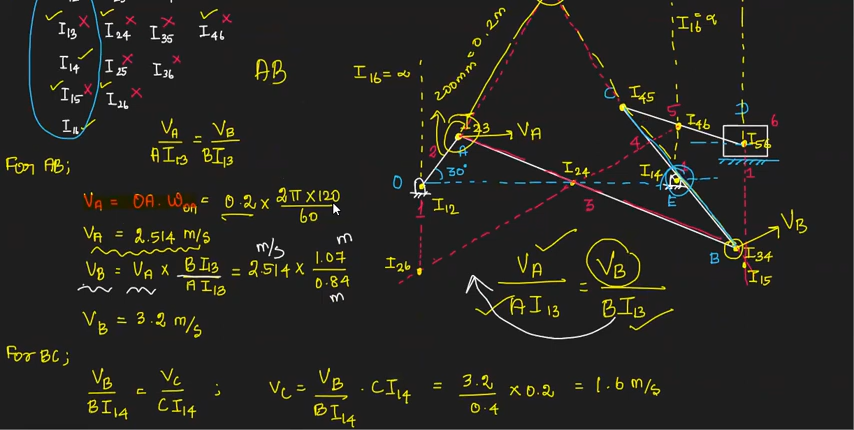 I13 I24 I35 I46
I14 I25 I36
I15 I26
I16
AB
For AB;
VA / AI13 = VB / BI13
VA = OA. WOA = 0.2 x 2π x 120 / 60
VA = 2.514 m/s
VB = VA x BI13 / AI13 = 2.514 m/s x 1.07 m / 0.84 m
VB = 3.2 m/s
For BC;
VB / BI14 = VC / CI14 ; VC = VB / BI14 . CI14 = 3.2 / 0.4 x 0.2 = 1.6 m/s
200mm = 0.2m
I16 = ∞
I16 = α
I23
VA
A
2
O
30°
1
I12
I26
I24
3
C
I45
5
I46
4
I14
1
E
D
6
I56
1
VB
B
I34
I15
VA / AI13 = VB / BI13